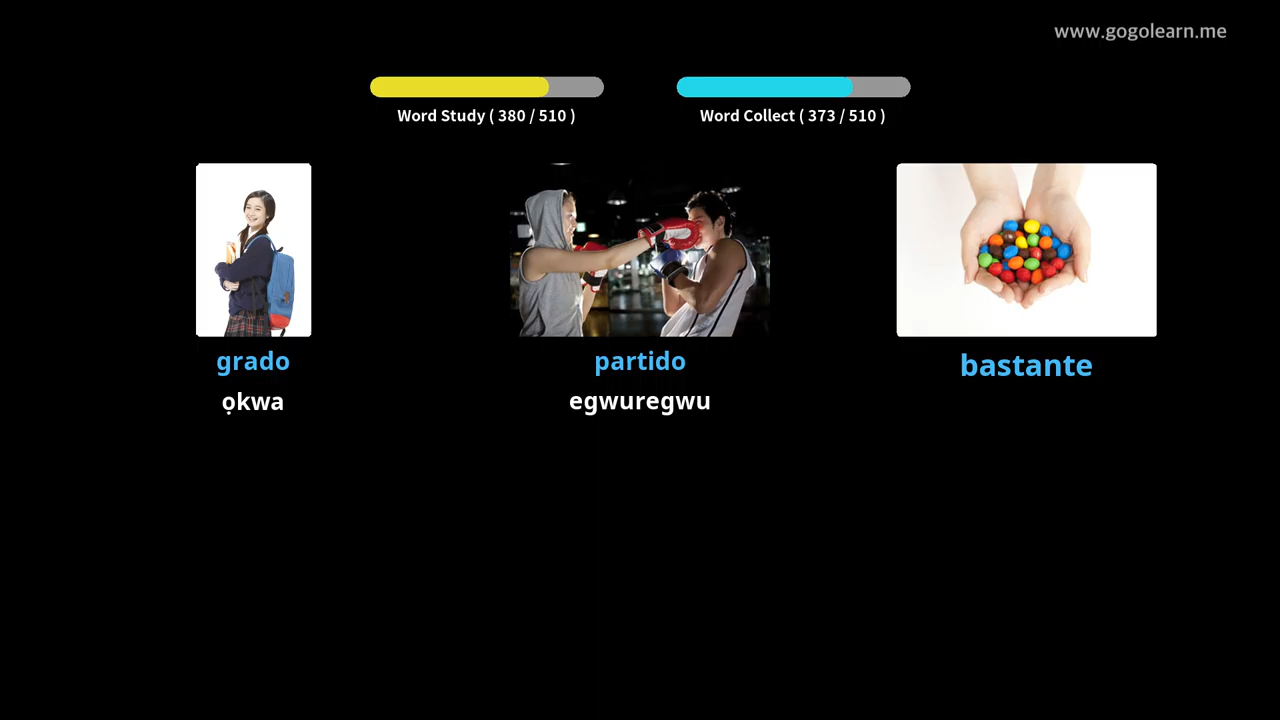 www.gogolearn.me
Word Study ( 380 / 510 )
Word Collect ( 373 / 510 )
grado
ọkwa
partido
egwuregwu
bastante